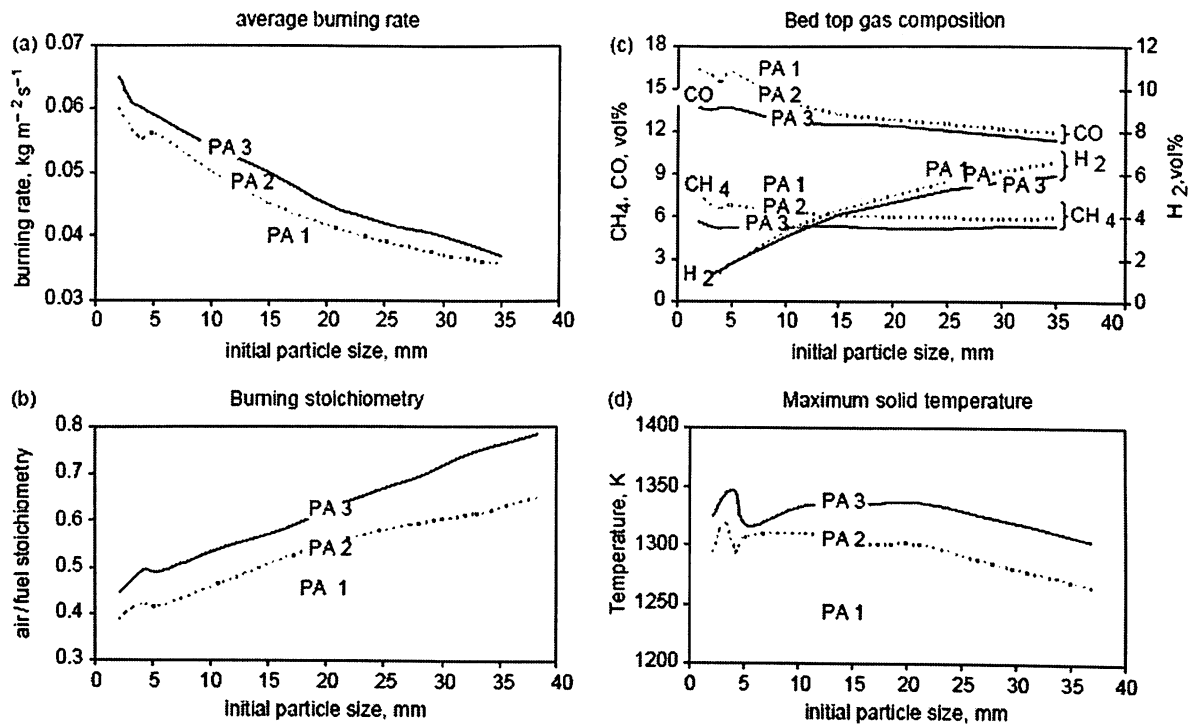 average burning rate
(a)
0.07
0.06
0.05
0.04
0.03
burning rate, kg m⁻² s⁻¹
PA 3
PA 2
PA 1
0 5 10 15 20 25 30 35 40
initial particle size, mm
Bed top gas composition
(c)
18
15
12
9
6
3
0
CH4, CO, vol%
12
10
8
6
4
2
0
H2, vol%
PA 1
CO
PA 2
PA 3
CO
PA 1
PA
PA 3
H2
CH4
PA 1
PA 2
PA 3
CH4
H2
0 5 10 15 20 25 30 35 40
initial particle size, mm
(b)
Burning stoichiometry
0.8
0.7
0.6
0.5
0.4
0.3
air / fuel stoichiometry
PA 3
PA 2
PA 1
0 5 10 15 20 25 30 35 40
initial particle size, mm
(d)
Maximum solid temperature
1400
1350
1300
1250
1200
Temperature, K
PA 3
PA 2
PA 1
0 5 10 15 20 25 30 35 40
initial particle size, mm